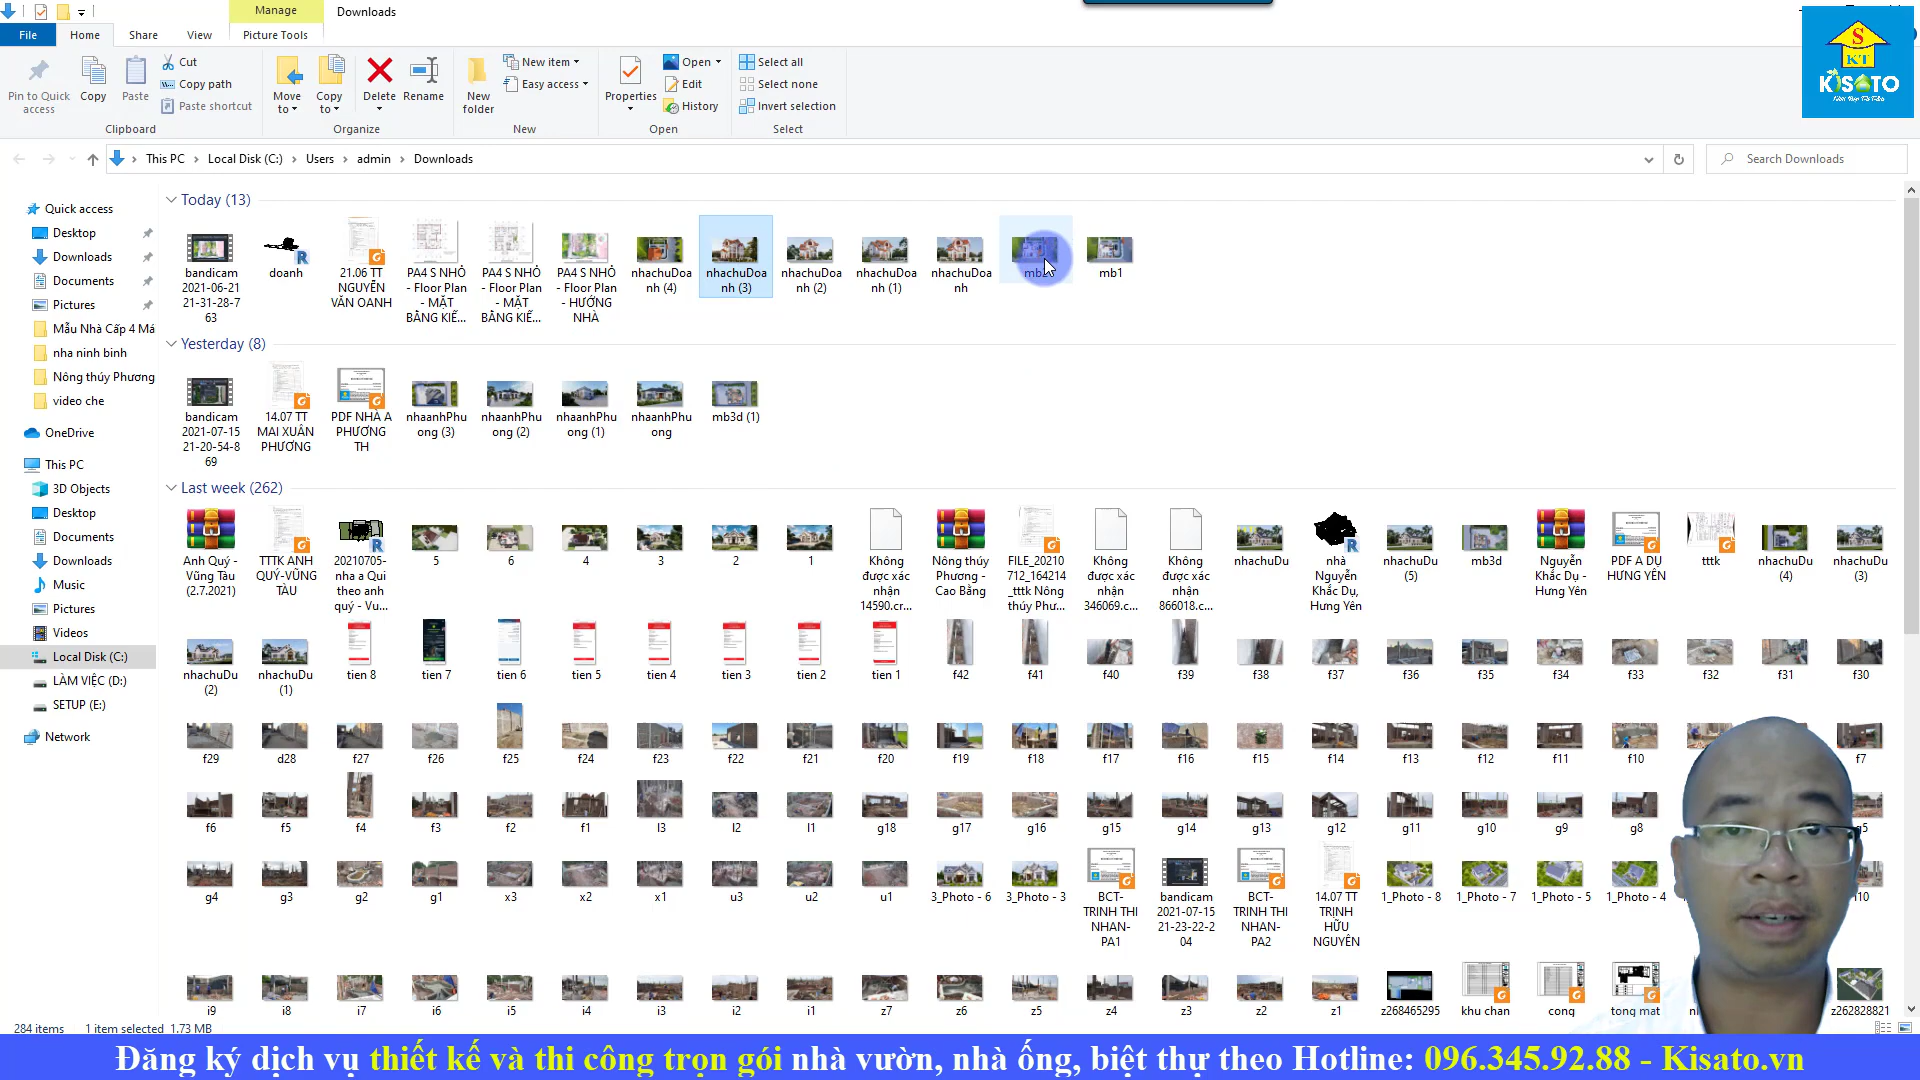 Manage
Downloads
File
Home
Share
View
Picture Tools
Pin to Quick access
Copy
Paste
Cut
Copy path
Paste shortcut
Clipboard
Move to
Copy to
Delete
Rename
Organize
New folder
New item
Easy access
New
Properties
Open
Edit
History
Open
Select all
Select none
Invert selection
Select
S
KT
KISATO
This PC > Local Disk (C:) > Users > admin > Downloads
Search Downloads
Quick access
Desktop
Downloads
Documents
Pictures
Mẫu Nhà Cấp 4 Má
nha ninh binh
Nông thúy Phương
video che
OneDrive
This PC
3D Objects
Desktop
Documents
Downloads
Music
Pictures
Videos
Local Disk (C:)
LÀM VIỆC (D:)
SETUP (E:)
Network
Today (13)
bandicam 2021-06-21 21-31-28-763
doanh
21.06 TT NGUYỄN VĂN OANH
PA4 S NHỎ - Floor Plan - MẶT BẰNG KIẾ...
PA4 S NHỎ - Floor Plan - MẶT BẰNG KIẾ...
PA4 S NHỎ - Floor Plan - HƯỚNG NHÀ
nhachuDoanh (4)
nhachuDoanh (3)
nhachuDoanh (2)
nhachuDoanh (1)
nhachuDoanh
mb1
Yesterday (8)
bandicam 2021-07-15 21-20-54-869
14.07 TT MAI XUÂN PHƯƠNG
PDF NHÀ A PHƯƠNG TH
nhaanhPhuong (3)
nhaanhPhuong (2)
nhaanhPhuong (1)
nhaanhPhuong
mb3d (1)
Last week (262)
Anh Quý - Vũng Tàu (2.7.2021)
TTTK ANH QUÝ-VŨNG TÀU
20210705-nha a Qui theo anh quý - Vu...
5
6
4
3
2
1
Không được xác nhận 14590.cr...
Nông thúy Phương - Cao Bằng
FILE_20210712_164214_tttk Nông thúy Phư...
Không được xác nhận 346069.c...
Không được xác nhận 866018.c...
nhachuDu
nhà Nguyễn Khắc Dụ, Hưng Yên
nhachuDu (5)
mb3d
Nguyễn Khắc Dụ - Hưng Yên
PDF A DỤ HƯNG YÊN
tttk
nhachuDu (4)
nhachuDu (3)
nhachuDu (2)
nhachuDu (1)
tien 8
tien 7
tien 6
tien 5
tien 4
tien 3
tien 2
tien 1
f42
f41
f40
f39
f38
f37
f36
f35
f34
f33
f32
f31
f30
f29
d28
f27
f26
f25
f24
f23
f22
f21
f20
f19
f18
f17
f16
f15
f14
f13
f12
f11
f10
f7
f6
f5
f4
f3
f2
f1
l3
l2
l1
g18
g17
g16
g15
g14
g13
g12
g11
g10
g9
g8
g5
g4
g3
g2
g1
x3
x2
x1
u3
u2
u1
3_Photo - 6
3_Photo - 3
BCT-TRINH THI NHAN-PA1
bandicam 2021-07-15 21-23-22-204
BCT-TRINH THI NHAN-PA2
14.07 TT TRỊNH HỮU NGUYÊN
1_Photo - 8
1_Photo - 7
1_Photo - 5
1_Photo - 4
i9
i8
i7
i6
i5
i4
i3
i2
i1
z7
z6
z5
z4
z3
z2
z1
z268465295
khu chan
cong
tong mat
z262828821
284 items
1 item selected 1.73 MB
Đăng ký dịch vụ thiết kế và thi công trọn gói nhà vườn, nhà ống, biệt thự theo Hotline: 096.345.92.88 - Kisato.vn